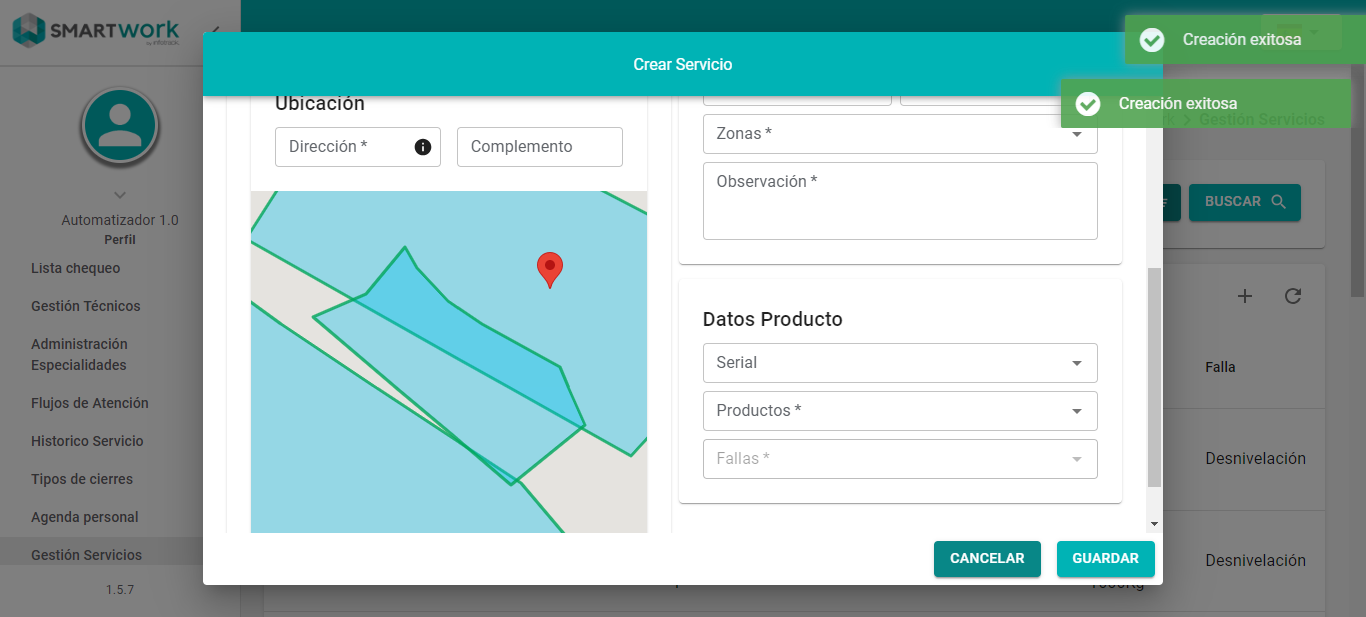 SMARTWORK
by infotrack
Creación exitosa
Crear Servicio
Creación exitosa
Gestión Servicios
Ubicación
Dirección *
Complemento
Zonas *
Observación *
BUSCAR
Automatizador 1.0
Perfil
Lista chequeo
Gestión Técnicos
Administración
Especialidades
Flujos de Atención
Historico Servicio
Tipos de cierres
Agenda personal
Gestión Servicios
1.5.7
Datos Producto
Serial
Productos *
Fallas *
Falla
Desnivelación
Desnivelación
CANCELAR
GUARDAR